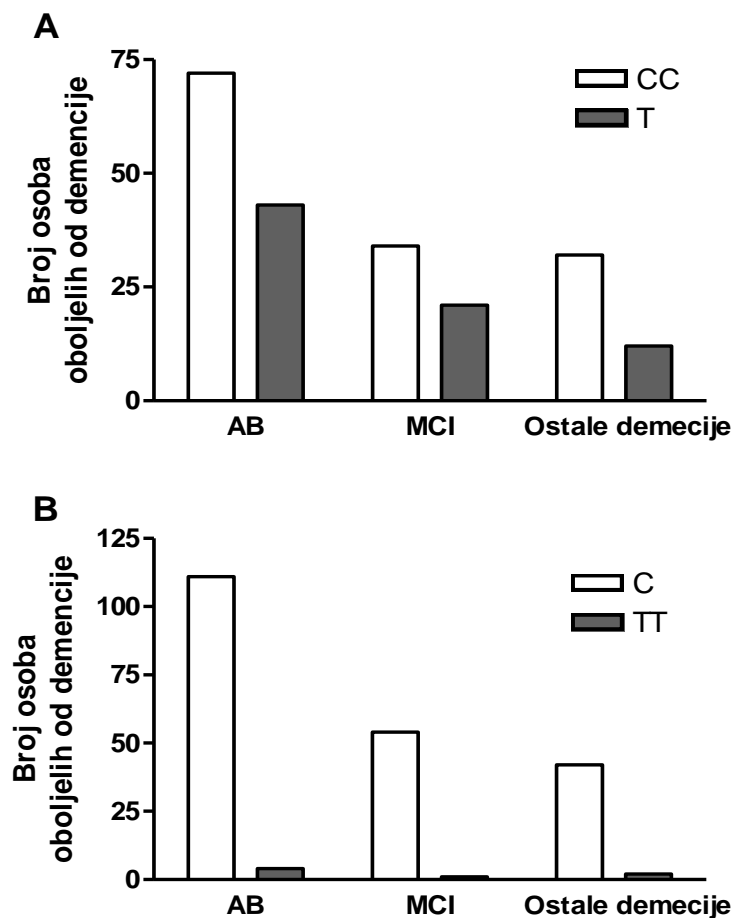 A
Broj osoba
oboljelih od demencije
75
50
25
0
CC
T
AB MCI Ostale demecije
B
Broj osoba
oboljelih od demencije
125
100
75
50
25
0
C
TT
AB MCI Ostale demecije